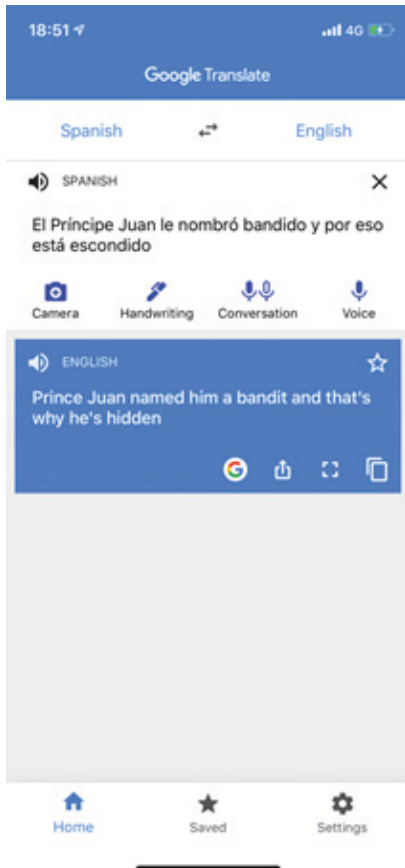 18:51 4G
Google Translate
Spanish English
SPANISH
El Príncipe Juan le nombró bandido y por eso
está escondido
Camera Handwriting Conversation Voice
ENGLISH
Prince Juan named him a bandit and that's
why he's hidden
G
Home Saved Settings